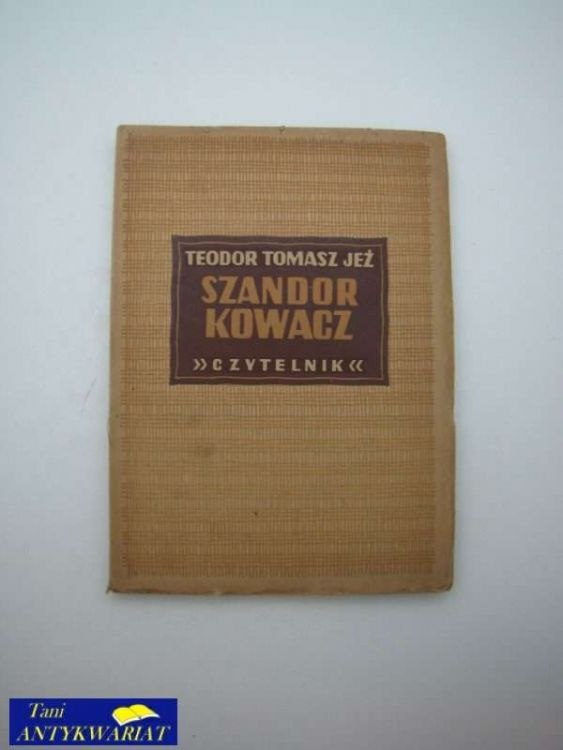 TEODOR TOMASZ JEŻ
SZANDOR
KOWACZ
»CZYTELNIK«
Tani
ANTYKWARIAT